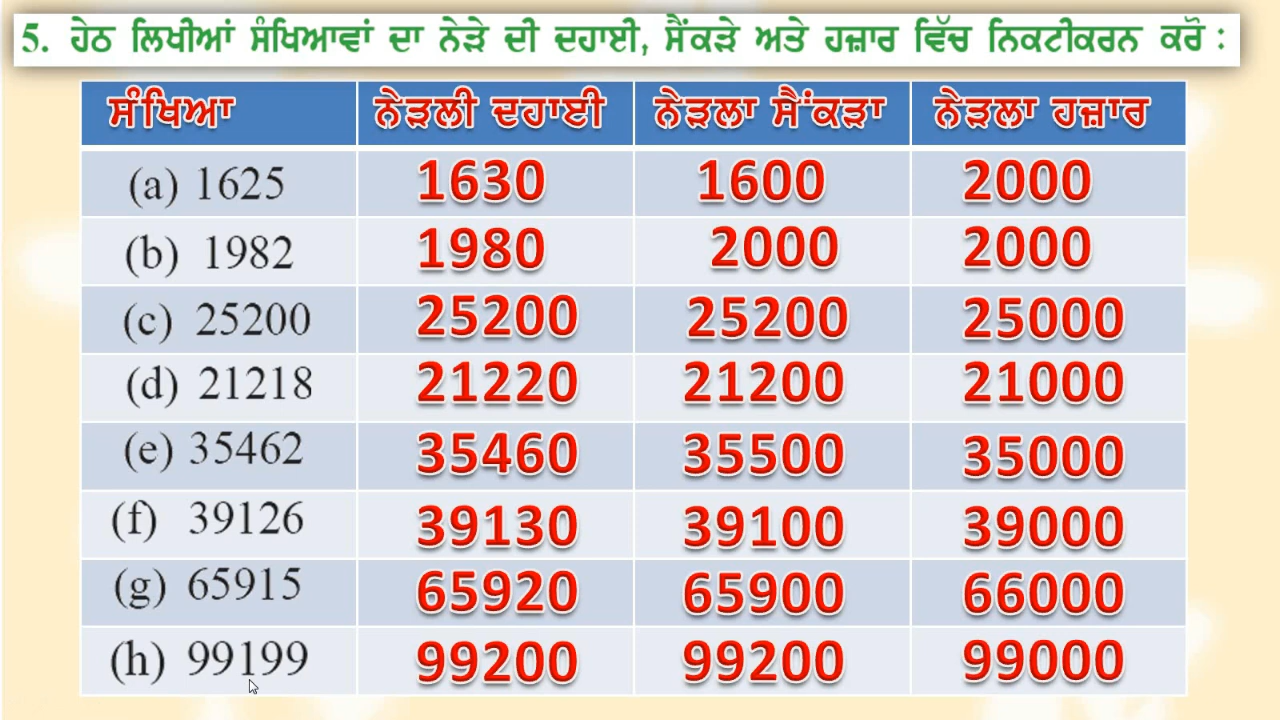 5. ਹੇਠ ਲਿਖੀਆਂ ਸੰਖਿਆਵਾਂ ਦਾ ਨੇੜੇ ਦੀ ਦਹਾਈ, ਸੈਂਕੜੇ ਅਤੇ ਹਜ਼ਾਰ ਵਿੱਚ ਨਿਕਟੀਕਰਨ ਕਰੋ :
ਸੰਖਿਆ ਨੇੜਲੀ ਦਹਾਈ ਨੇੜਲਾ ਸੈਂਕੜਾ ਨੇੜਲਾ ਹਜ਼ਾਰ
(a) 1625 1630 1600 2000
(b) 1982 1980 2000 2000
(c) 25200 25200 25200 25000
(d) 21218 21220 21200 21000
(e) 35462 35460 35500 35000
(f) 39126 39130 39100 39000
(g) 65915 65920 65900 66000
(h) 99199 99200 99200 99000